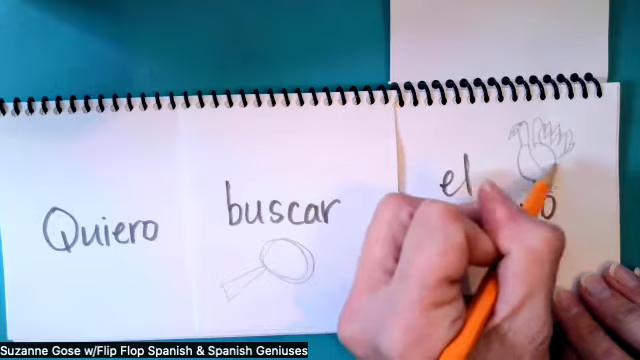 Quiero
buscar
el
Suzanne Gose w/Flip Flop Spanish & Spanish Geniuses